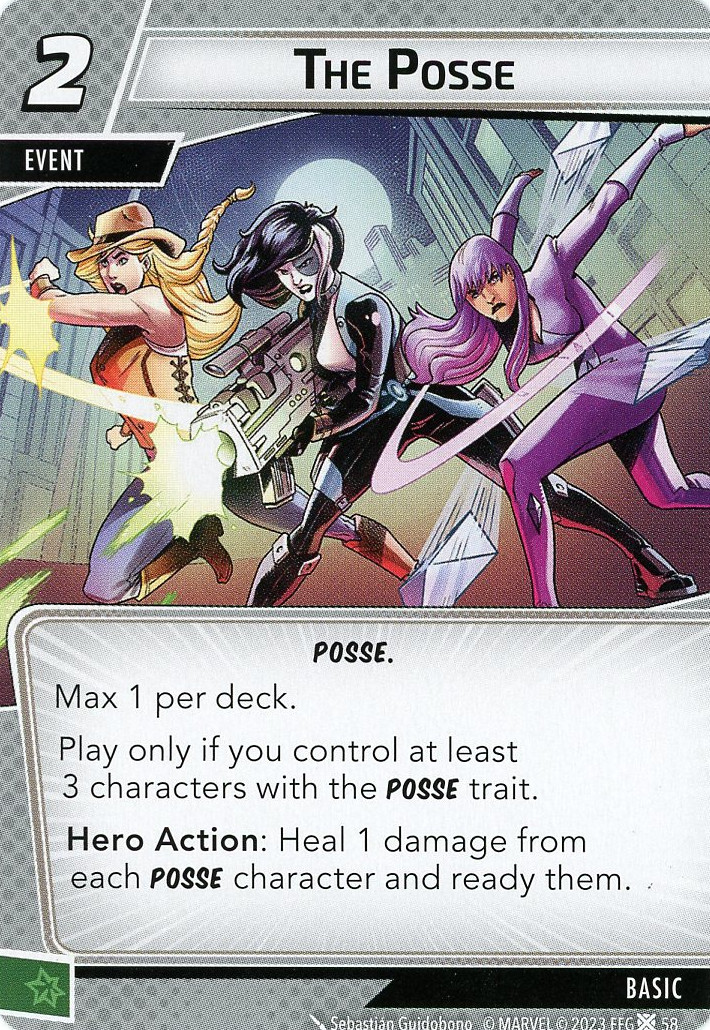 2
THE POSSE
EVENT
POSSE.
Max 1 per deck.
Play only if you control at least
3 characters with the POSSE trait.
Hero Action: Heal 1 damage from
each POSSE character and ready them.
BASIC
Sebastián Guidobono © MARVEL © 2023 FFG 58